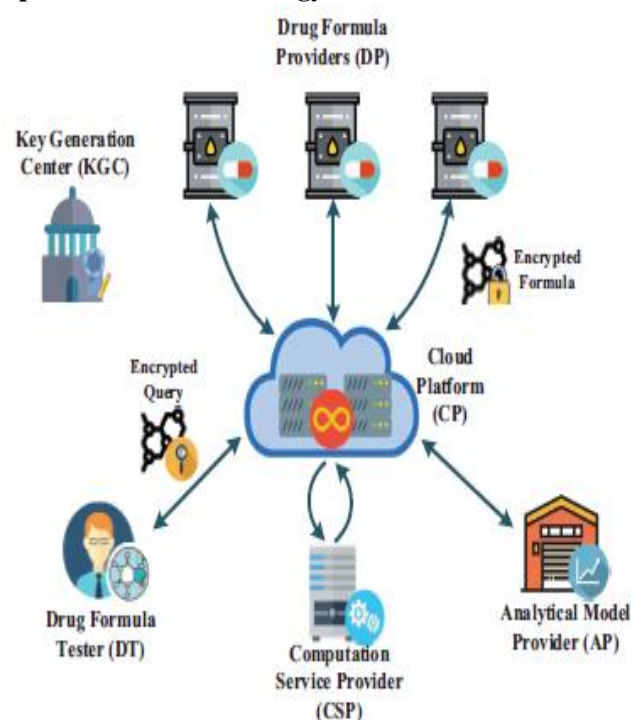 Drug Formula
Providers (DP)
Key Generation
Center (KGC)
Encrypted
Formula
Cloud
Platform
(CP)
Encrypted
Query
Drug Formula
Tester (DT)
Computation
Service Provider
(CSP)
Analytical Model
Provider (AP)